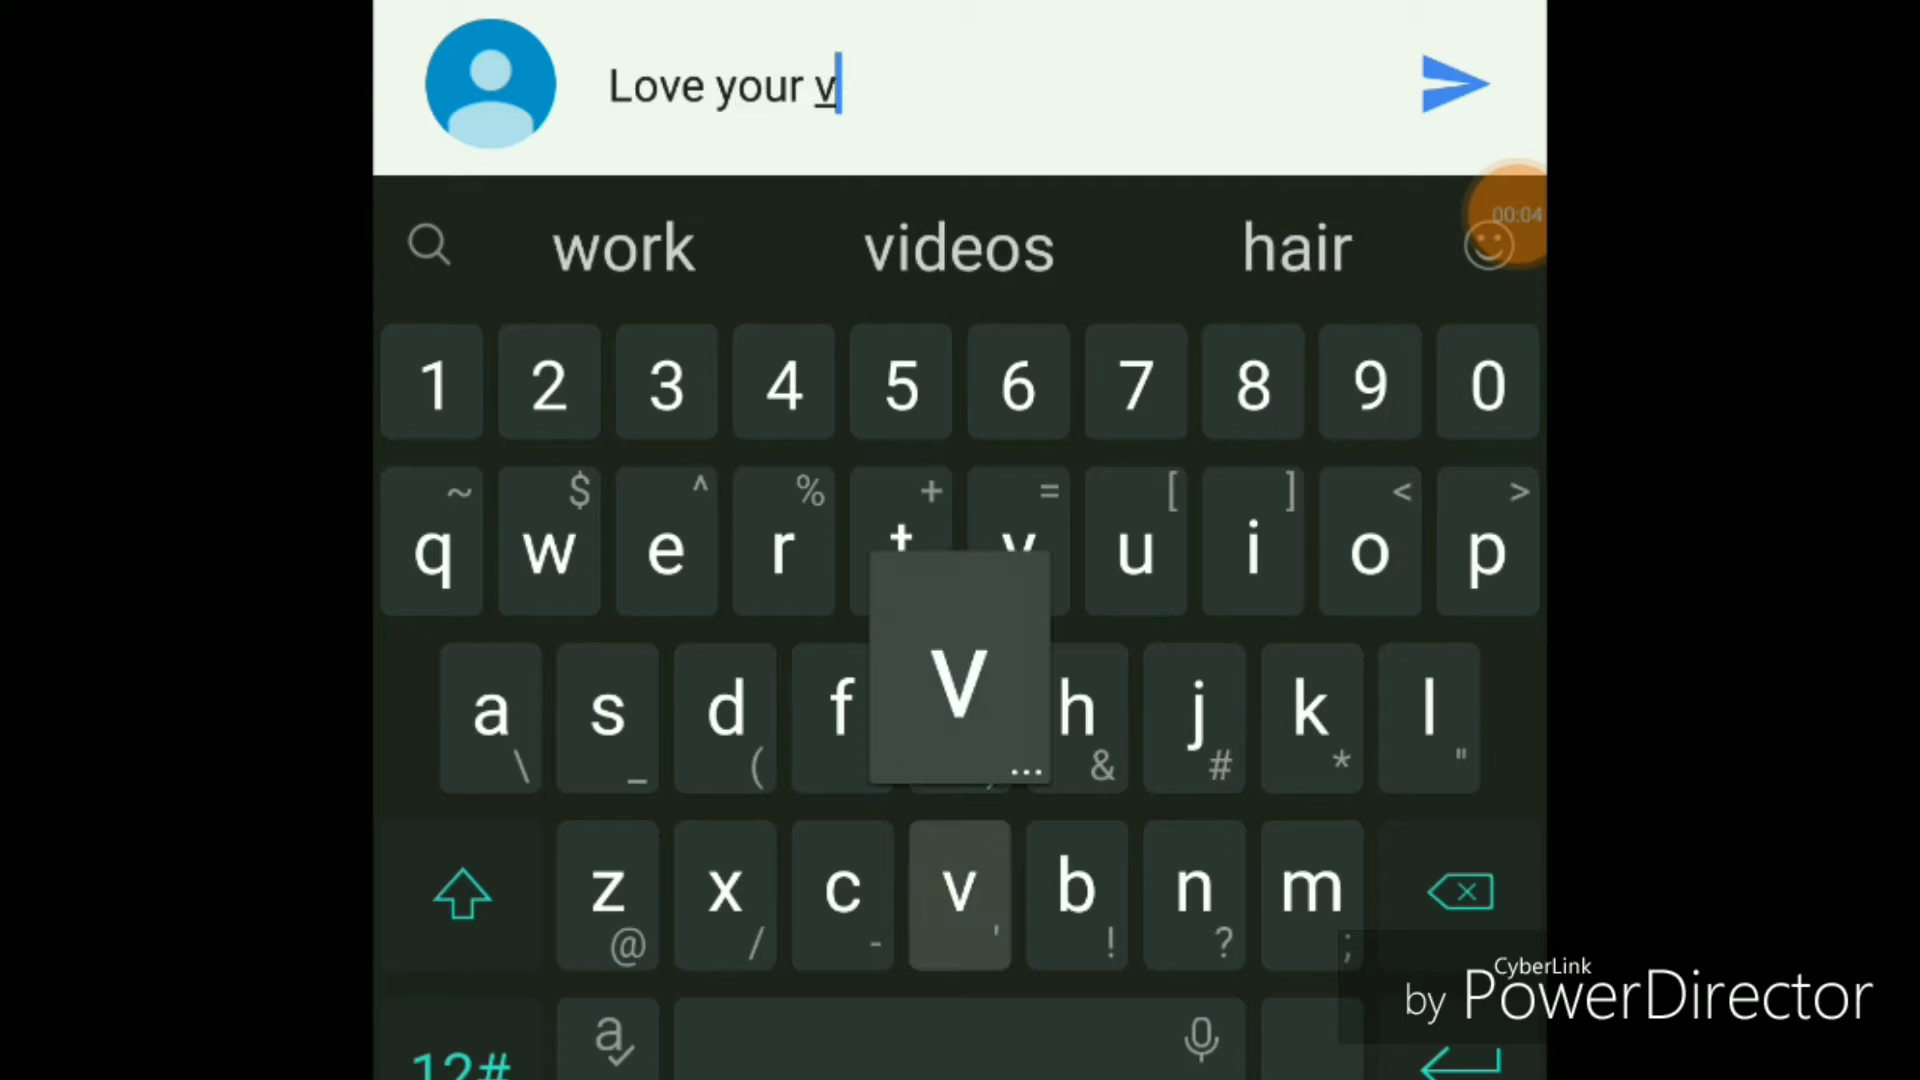 Love your v
00:04
work videos hair
1 2 3 4 5 6 7 8 9 0
~ $ ^ % + = [ ] < >
q w e r t y u i o p
v
a s d f h j k l
\ _ ( & # * "
...
z x c v b n m
@ / - ' ! ? ;
CyberLink
by PowerDirector
a
12#